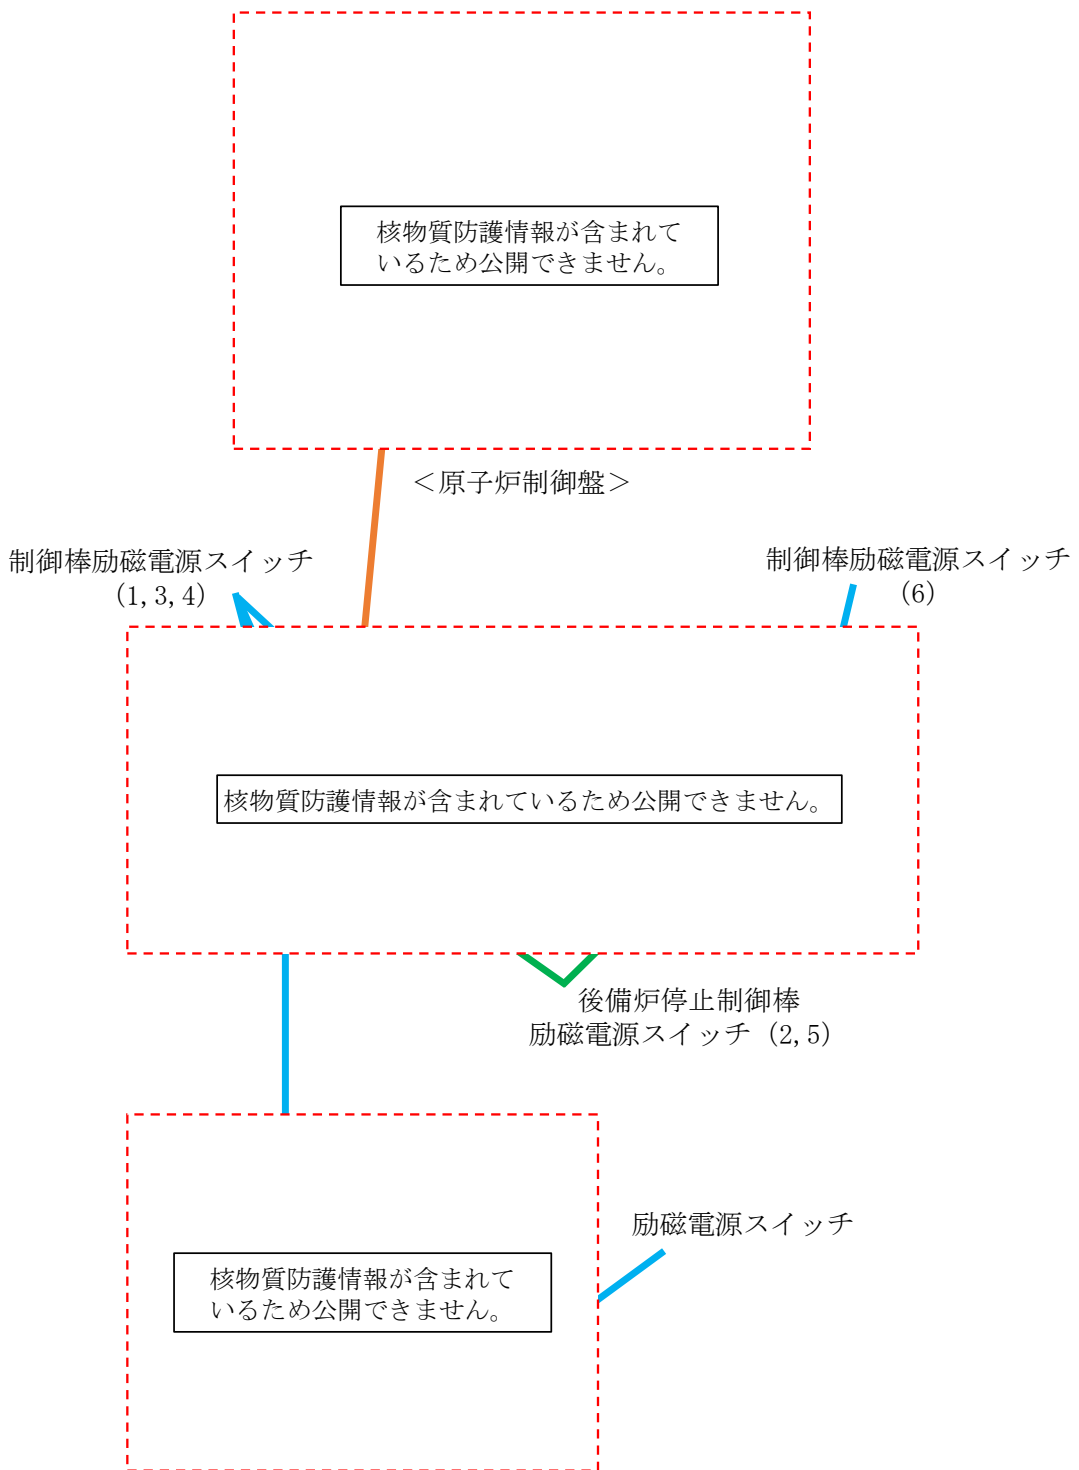 核物質防護情報が含まれて
いるため公開できません。
＜原子炉制御盤＞
制御棒励磁電源スイッチ
(1,3,4)
制御棒励磁電源スイッチ
(6)
核物質防護情報が含まれているため公開できません。
後備炉停止制御棒
励磁電源スイッチ (2,5)
励磁電源スイッチ
核物質防護情報が含まれて
いるため公開できません。